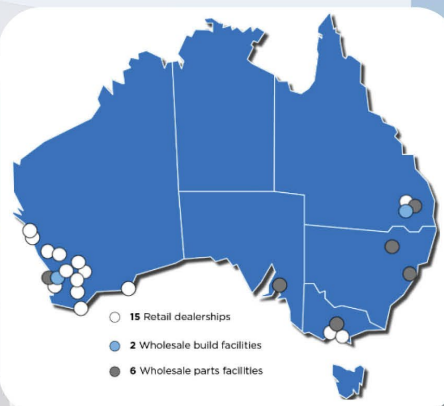 15 Retail dealerships
2 Wholesale build facilities
6 Wholesale parts facilities